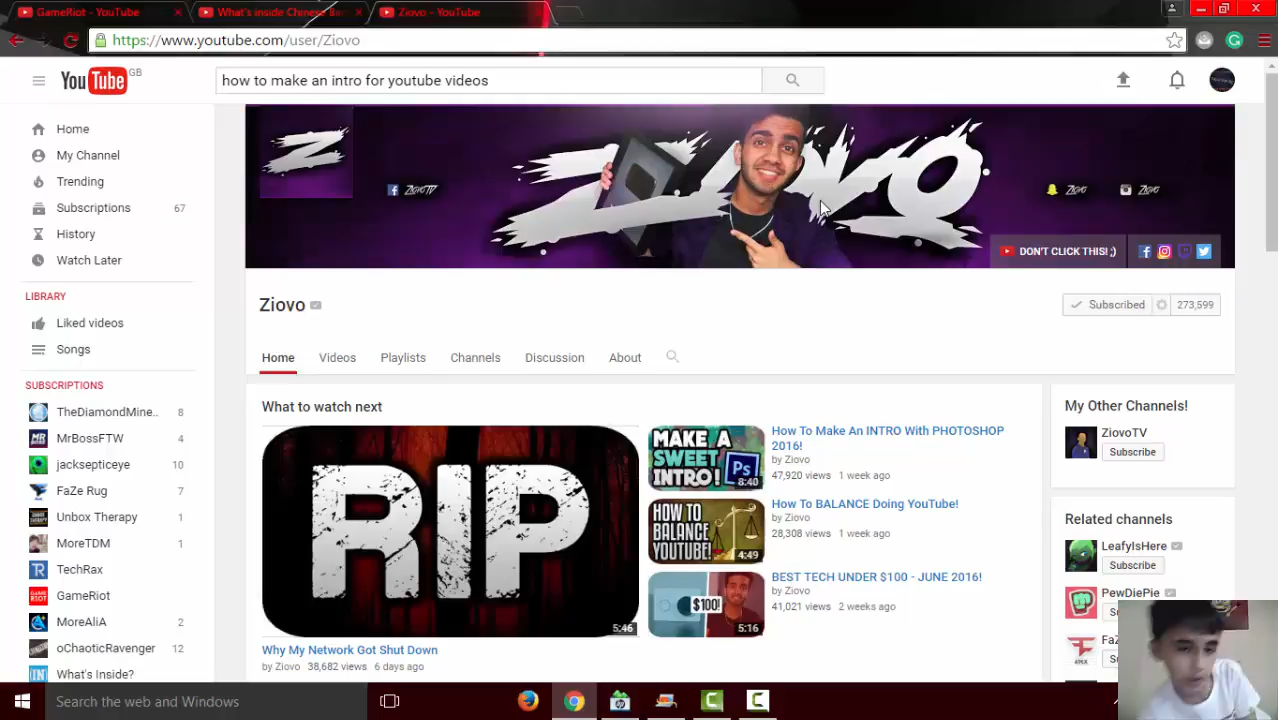 GameRiot - YouTube
What's inside Chinese Ba
Ziovo - YouTube
https://www.youtube.com/user/Ziovo
YouTube GB
how to make an intro for youtube videos
Home
My Channel
Trending
Subscriptions 67
History
Watch Later
LIBRARY
Liked videos
Songs
SUBSCRIPTIONS
TheDiamondMine.. 8
MrBossFTW 4
jacksepticeye 10
FaZe Rug 7
Unbox Therapy 1
MoreTDM 1
TechRax
GameRiot
MoreAliA 2
oChaoticRavenger 12
What's Inside?
Z
ZIOVOTV
ZIOVO
ZIOVO
ZIOVO
DON'T CLICK THIS! ;)
Ziovo
Subscribed 273,599
Home Videos Playlists Channels Discussion About
What to watch next
RIP
5:46
Why My Network Got Shut Down
by Ziovo 38,682 views 6 days ago
MAKE A
SWEET
INTRO!
Ps
8:40
How To Make An INTRO With PHOTOSHOP
2016!
by Ziovo
47,920 views 1 week ago
HOW TO
BALANCE
YOUTUBE!
4:49
How To BALANCE Doing YouTube!
by Ziovo
28,308 views 1 week ago
$100!
5:16
BEST TECH UNDER $100 - JUNE 2016!
by Ziovo
41,021 views 2 weeks ago
My Other Channels!
ZiovoTV
Subscribe
Related channels
LeafyIsHere
Subscribe
PewDiePie
Search the web and Windows